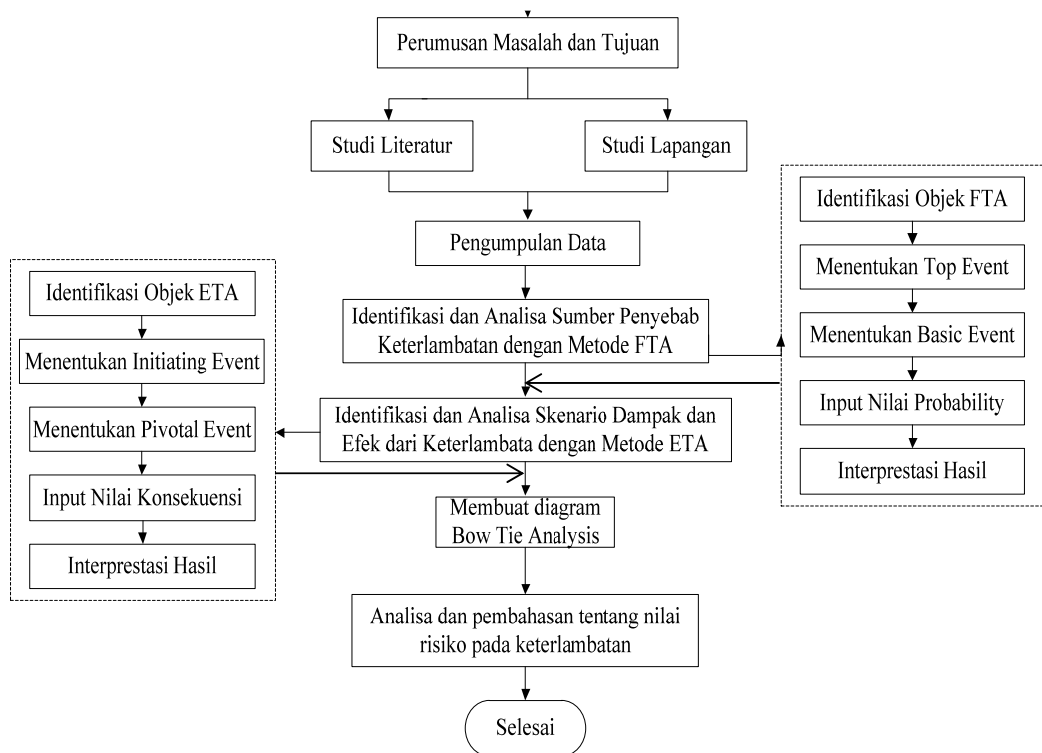 Perumusan Masalah dan Tujuan
Studi Literatur
Studi Lapangan
Pengumpulan Data
Identifikasi dan Analisa Sumber Penyebab
Keterlambatan dengan Metode FTA
Identifikasi Objek FTA
Menentukan Top Event
Menentukan Basic Event
Input Nilai Probability
Interprestasi Hasil
Identifikasi dan Analisa Skenario Dampak dan
Efek dari Keterlambata dengan Metode ETA
Identifikasi Objek ETA
Menentukan Initiating Event
Menentukan Pivotal Event
Input Nilai Konsekuensi
Interprestasi Hasil
Membuat diagram
Bow Tie Analysis
Analisa dan pembahasan tentang nilai
risiko pada keterlambatan
Selesai